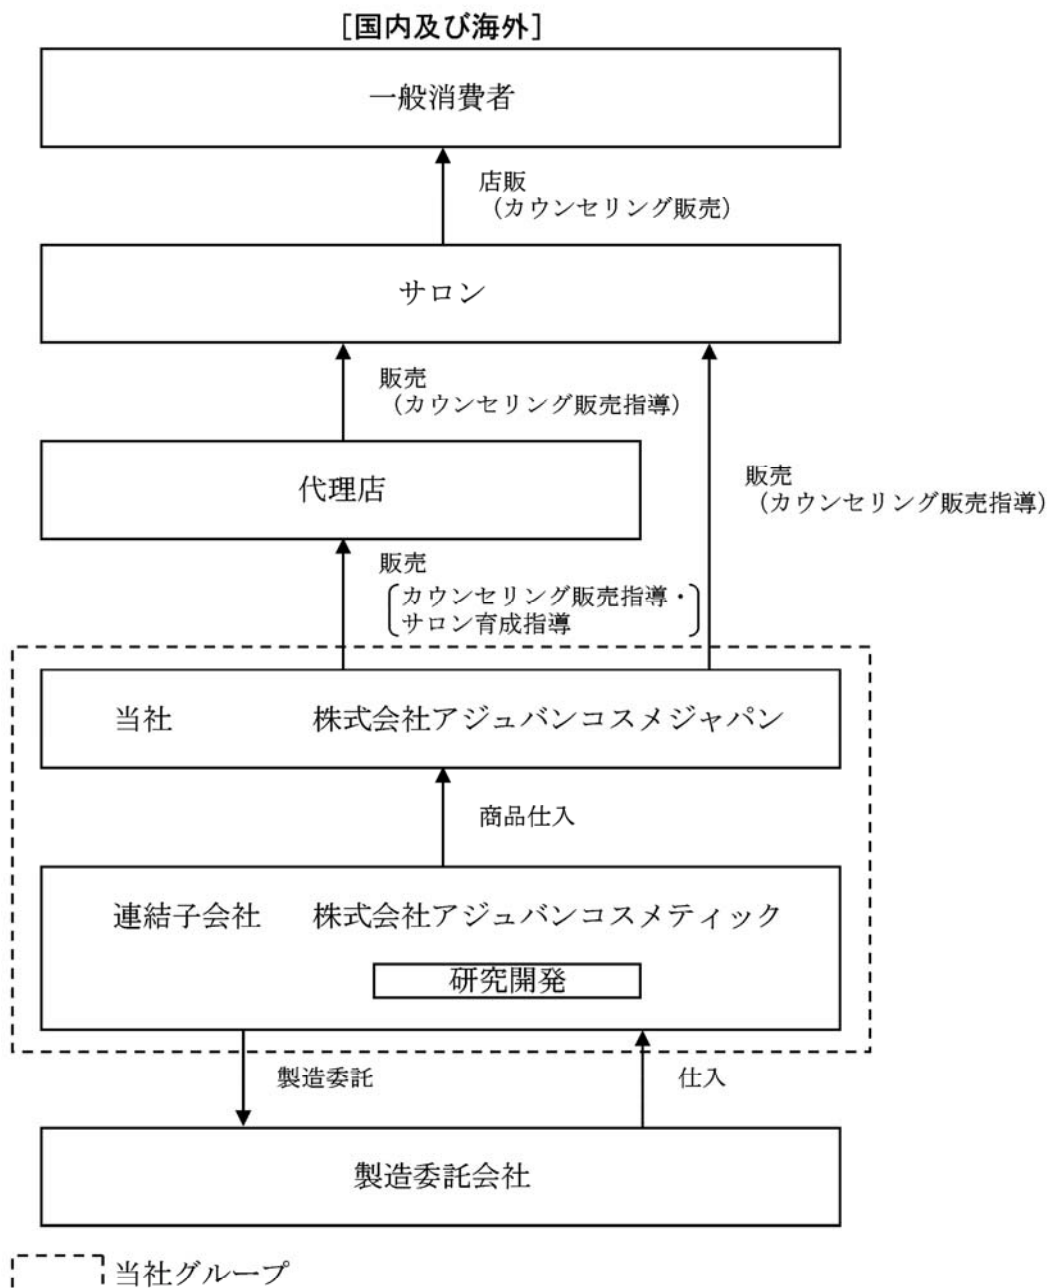 [国内及び海外]
一般消費者
店販
(カウンセリング販売)
サロン
販売
(カウンセリング販売指導)
代理店
販売
(カウンセリング販売指導)
販売
カウンセリング販売指導・
サロン育成指導
当社 株式会社アジュバンコスメジャパン
商品仕入
連結子会社 株式会社アジュバンコスメティック
研究開発
製造委託
仕入
製造委託会社
当社グループ